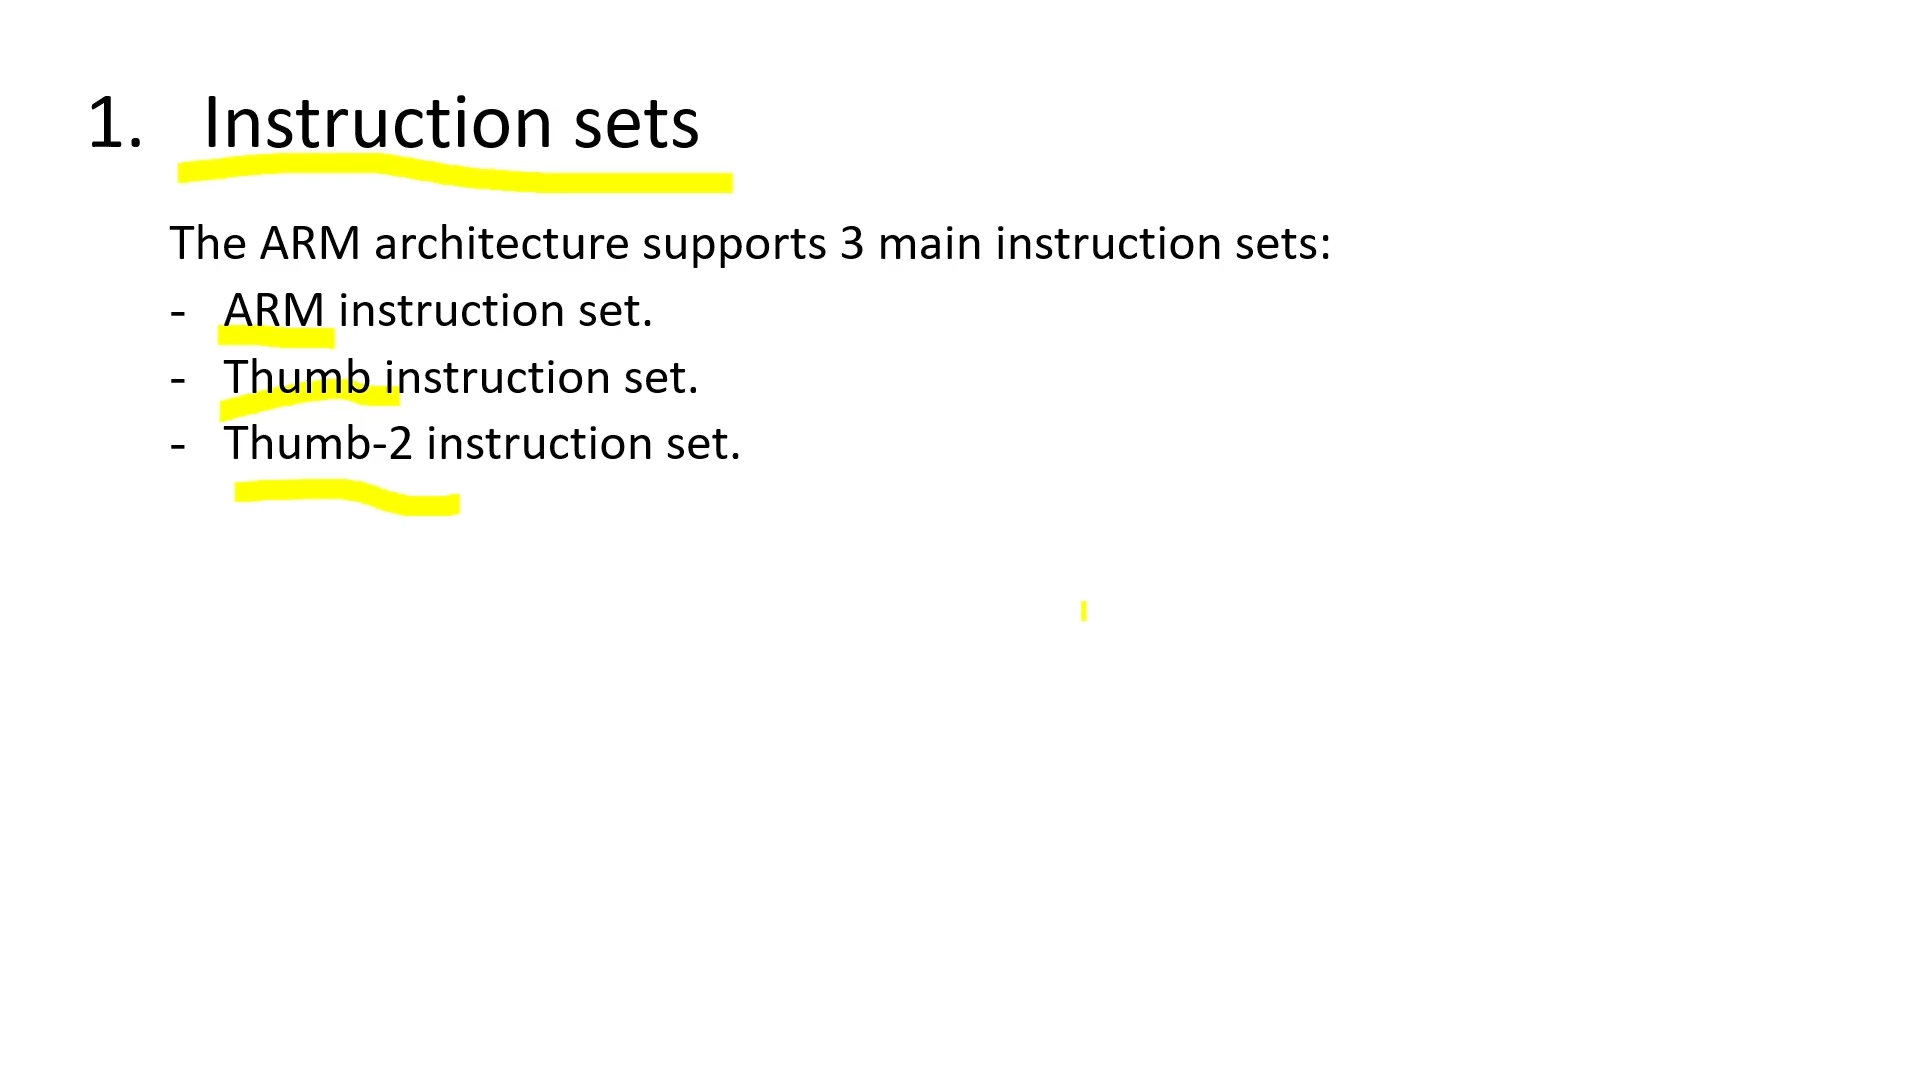 1. Instruction sets
The ARM architecture supports 3 main instruction sets:
- ARM instruction set.
- Thumb instruction set.
- Thumb-2 instruction set.